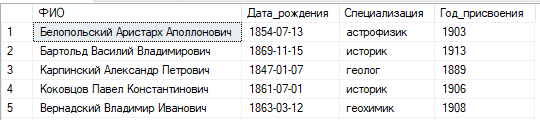 ФИО Дата_рождения Специализация Год_присвоения
1 Белопольский Аристарх Аполлонович 1854-07-13 астрофизик 1903
2 Бартольд Василий Владимирович 1869-11-15 историк 1913
3 Карпинский Александр Петрович 1847-01-07 геолог 1889
4 Коковцов Павел Константинович 1861-07-01 историк 1906
5 Вернадский Владимир Иванович 1863-03-12 геохимик 1908